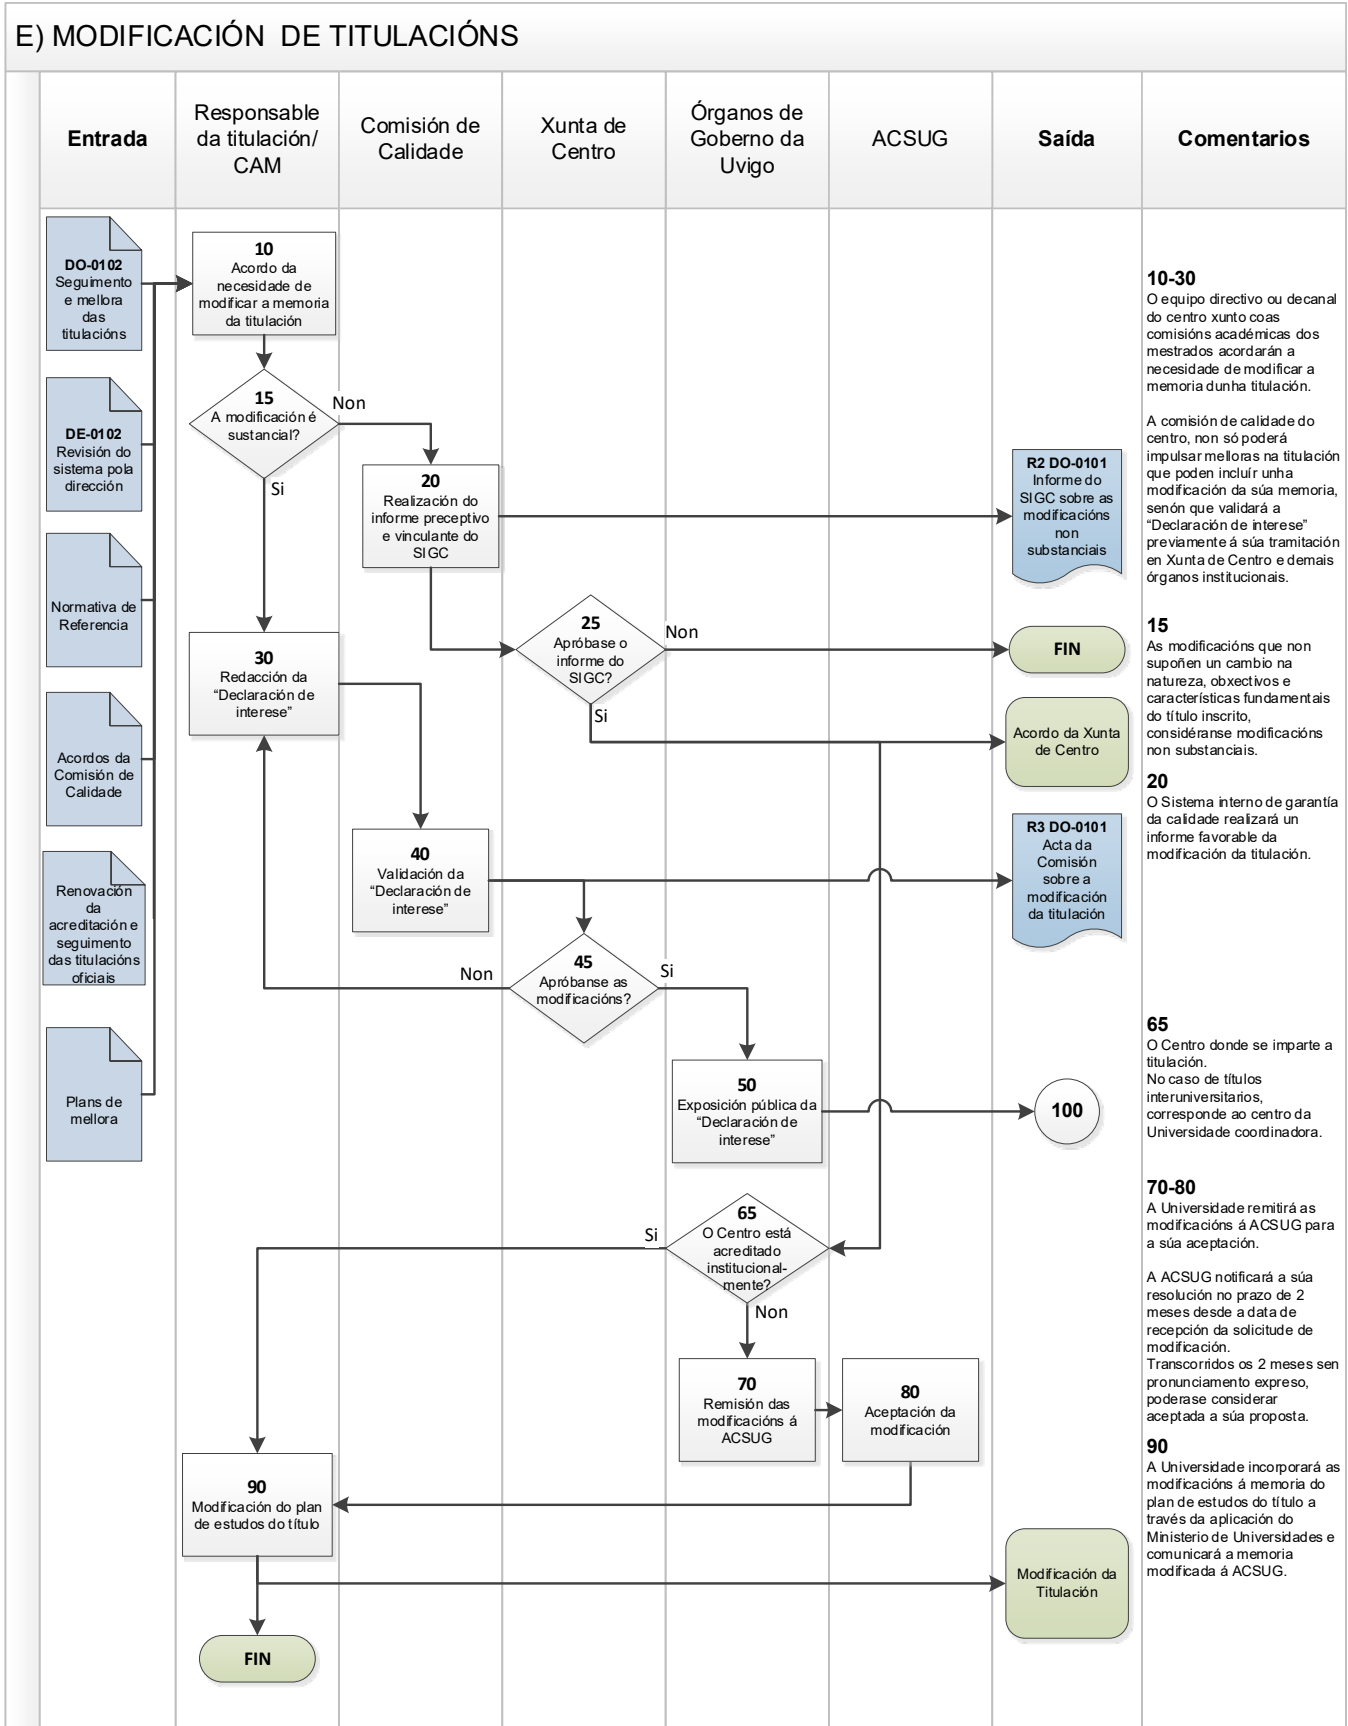 E) MODIFICACIÓN DE TITULACIÓNS
Entrada
Responsable
da titulación/
CAM
Comisión de
Calidade
Xunta de
Centro
Órganos de
Goberno da
Uvigo
ACSUG
Saída
Comentarios
DO-0102
Seguimento
e mellora
das
titulacións
DE-0102
Revisión do
sistema pola
dirección
Normativa de
Referencia
Acordos da
Comisión de
Calidade
Renovación
da
acreditación e
seguimento
das titulacións
oficiais
Plans de
mellora
10
Acordo da
necesidade de
modificar a memoria
da titulación
15
A modificación é
sustancial?
Non
Si
20
Realización do
informe preceptivo
e vinculante do
SIGC
R2 DO-0101
Informe do
SIGC sobre as
modificacións
non
substanciais
25
Apróbase o
informe do
SIGC?
Non
Si
FIN
Acordo da Xunta
de Centro
30
Redacción da
“Declaración de
interese”
40
Validación da
“Declaración de
interese”
R3 DO-0101
Acta da
Comisión
sobre a
modificación
da titulación
45
Apróbanse as
modificacións?
Non
Si
50
Exposición pública da
“Declaración de
interese”
100
65
O Centro está
acreditado
institucional-
mente?
Si
Non
70
Remisión das
modificacións á
ACSUG
80
Aceptación da
modificación
90
Modificación do plan
de estudos do título
Modificación da
Titulación
FIN
10-30
O equipo directivo ou decanal
do centro xunto coas
comisións académicas dos
mestrados acordarán a
necesidade de modificar a
memoria dunha titulación.
A comisión de calidade do
centro, non só poderá
impulsar melloras na titulación
que poden incluír unha
modificación da súa memoria,
senón que validará a
“Declaración de interese”
previamente á súa tramitación
en Xunta de Centro e demais
órganos institucionais.
15
As modificacións que non
supoñen un cambio na
natureza, obxectivos e
características fundamentais
do título inscrito,
considéranse modificacións
non substanciais.
20
O Sistema interno de garantía
da calidade realizará un
informe favorable da
modificación da titulación.
65
O Centro donde se imparte a
titulación.
No caso de títulos
interuniversitarios,
corresponde ao centro da
Universidade coordinadora.
70-80
A Universidade remitirá as
modificacións á ACSUG para
a súa aceptación.
A ACSUG notificará a súa
resolución no prazo de 2
meses desde a data de
recepción da solicitude de
modificación.
Transcorridos os 2 meses sen
pronunciamento expreso,
poderase considerar
aceptada a súa proposta.
90
A Universidade incorporará as
modificacións á memoria do
plan de estudos do título a
través da aplicación do
Ministerio de Universidades e
comunicará a memoria
modificada á ACSUG.